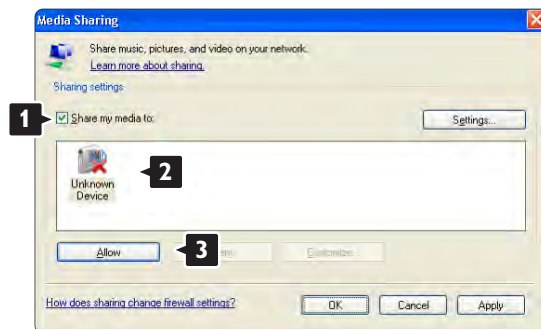 Media Sharing
Share music, pictures, and video on your network.
Learn more about sharing.
Sharing settings
1
Share my media to:
Settings...
2
Unknown
Device
Allow
3
Customize...
How does sharing change firewall settings?
OK
Cancel
Apply